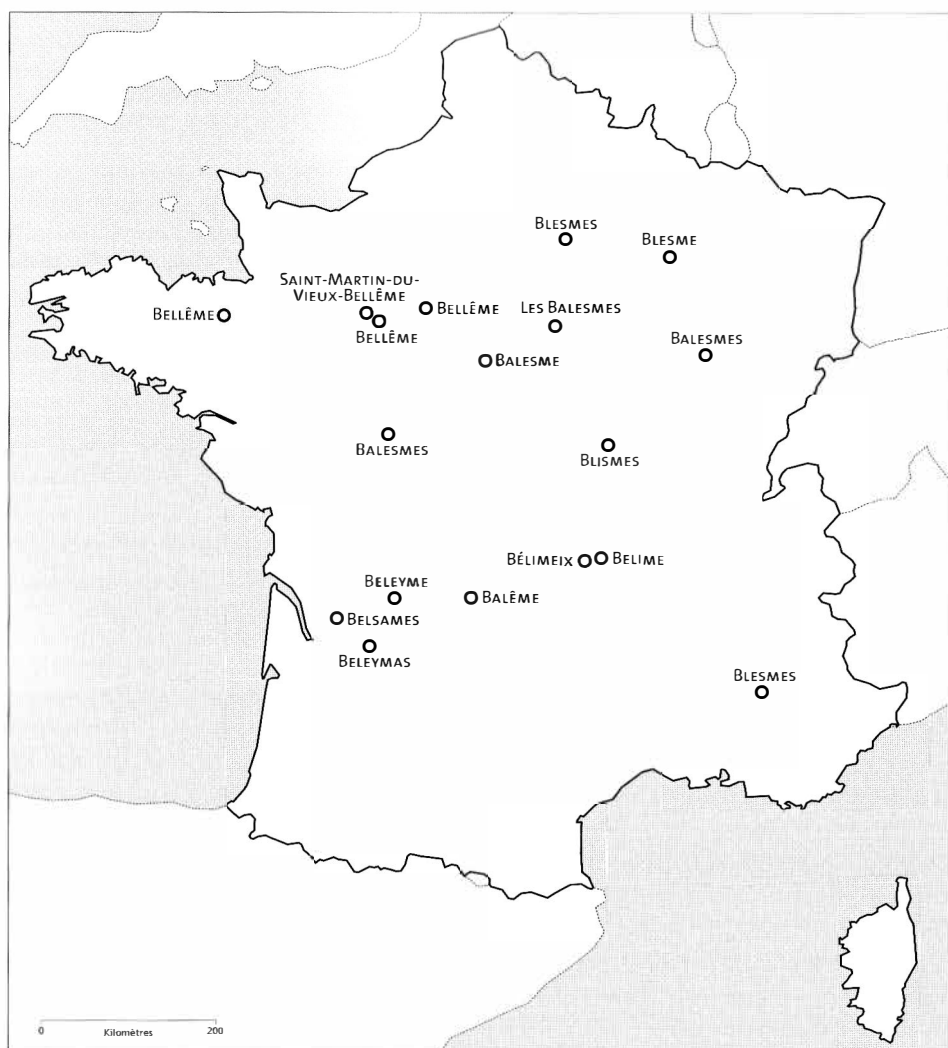 Blesmes
Blesme
Saint-Martin-du-
Vieux-Bellême
Bellême
Bellême
Les Balesmes
Bellême
Balesmes
Balesme
Balesmes
Blismes
Bélimeix
Belime
Beleyme
Balême
Belsames
Beleymas
Blesmes
0
200
Kilomètres